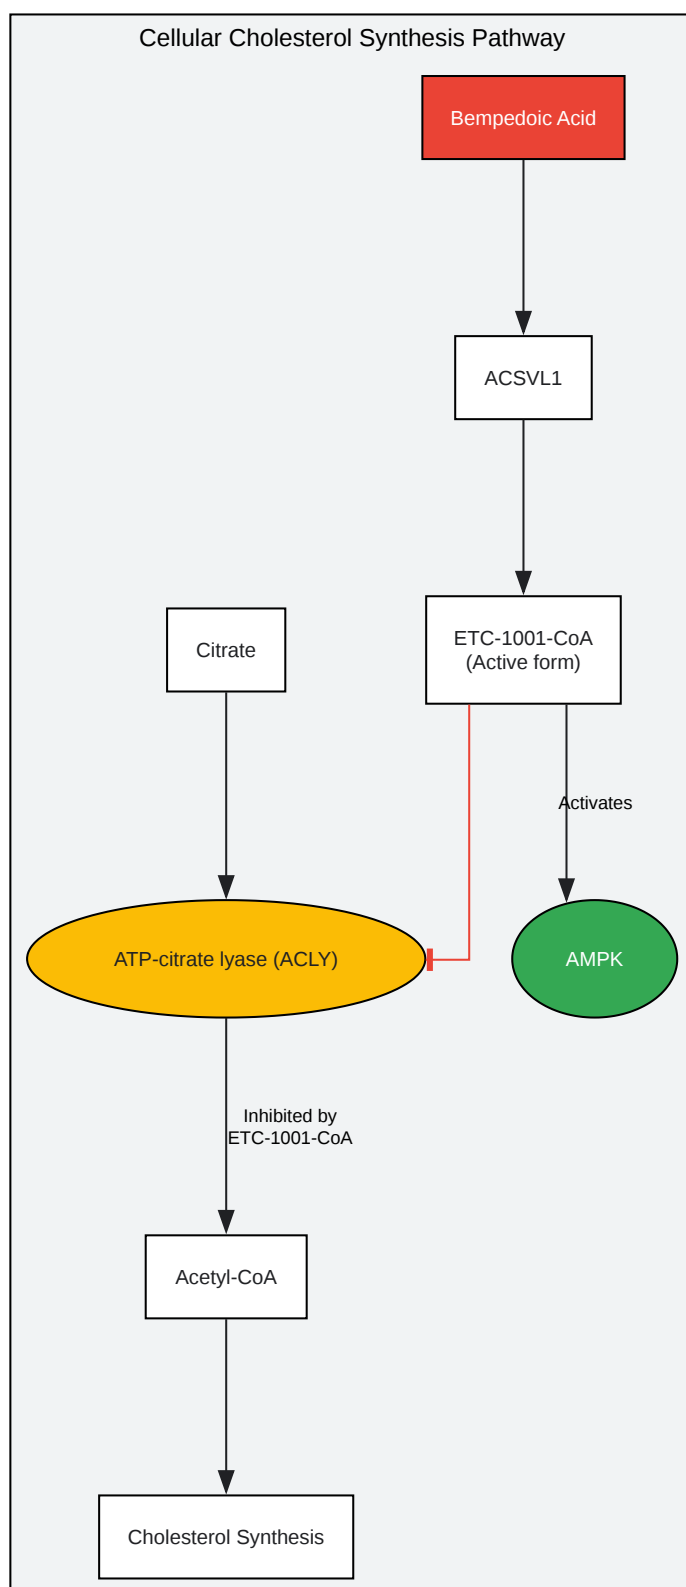 Cellular Cholesterol Synthesis Pathway
Bempedoic Acid
ACSVL1
ETC-1001-CoA
(Active form)
Citrate
Activates
ATP-citrate lyase (ACLY)
AMPK
Inhibited by
ETC-1001-CoA
Acetyl-CoA
Cholesterol Synthesis